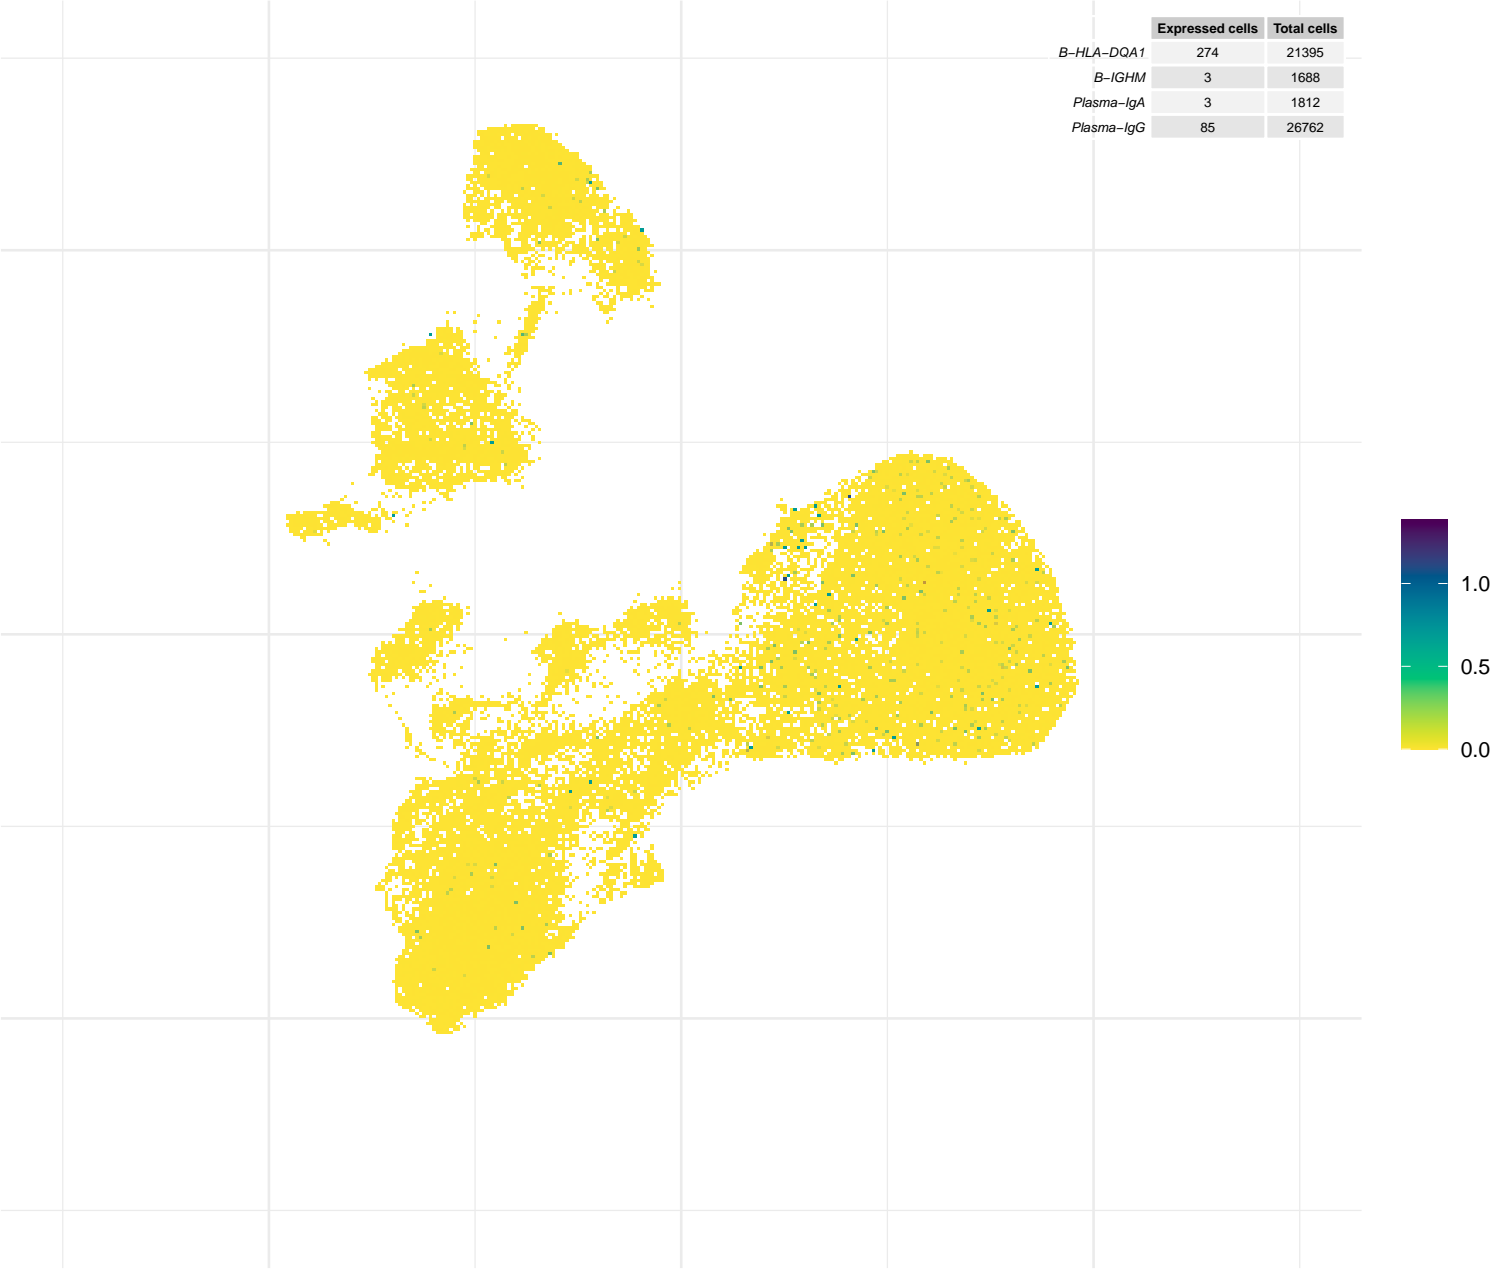 Expressed cells Total cells
B−HLA−DQA1 274 21395
B−IGHM 3 1688
Plasma−IgA 3 1812
Plasma−IgG 85 26762
1.0
0.5
0.0